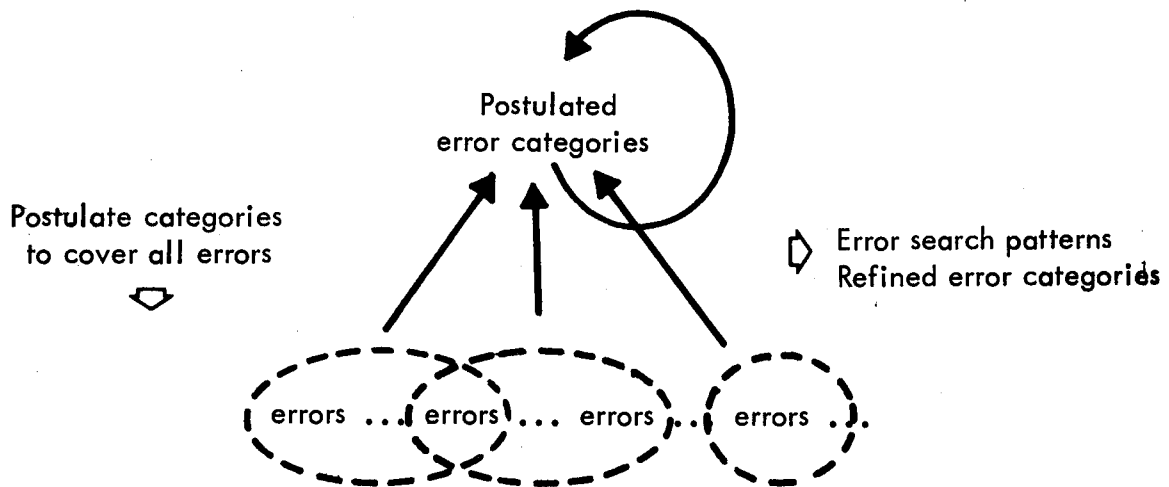 Postulated
error categories
Postulate categories
to cover all errors
Error search patterns
Refined error categories
errors ... errors ... errors ... errors ...